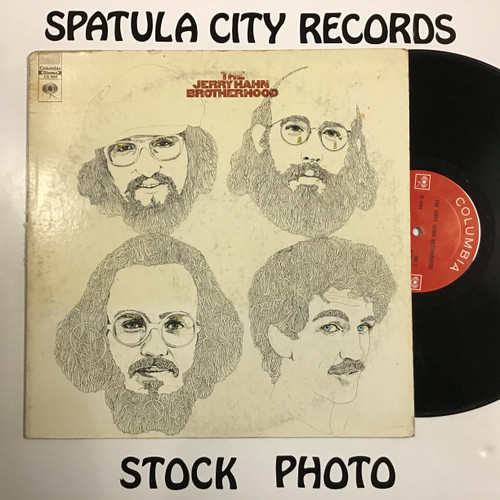 SPATULA CITY RECORDS
Columbia
THE
JERRY HAHN
BROTHERHOOD
COLUMBIA
STOCK PHOTO